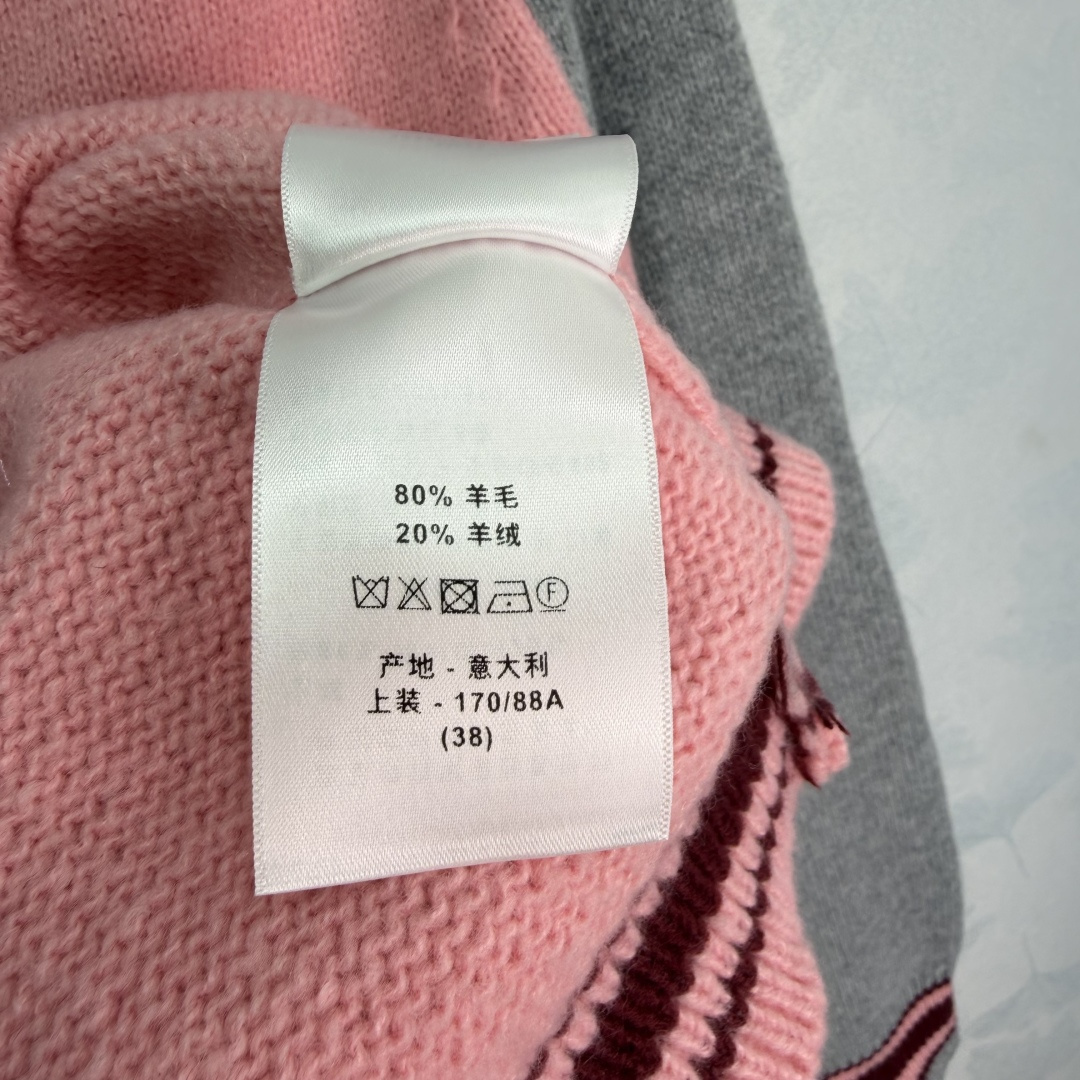 80% 羊毛
20% 羊绒
F
产地 - 意大利
上装 - 170/88A
(38)